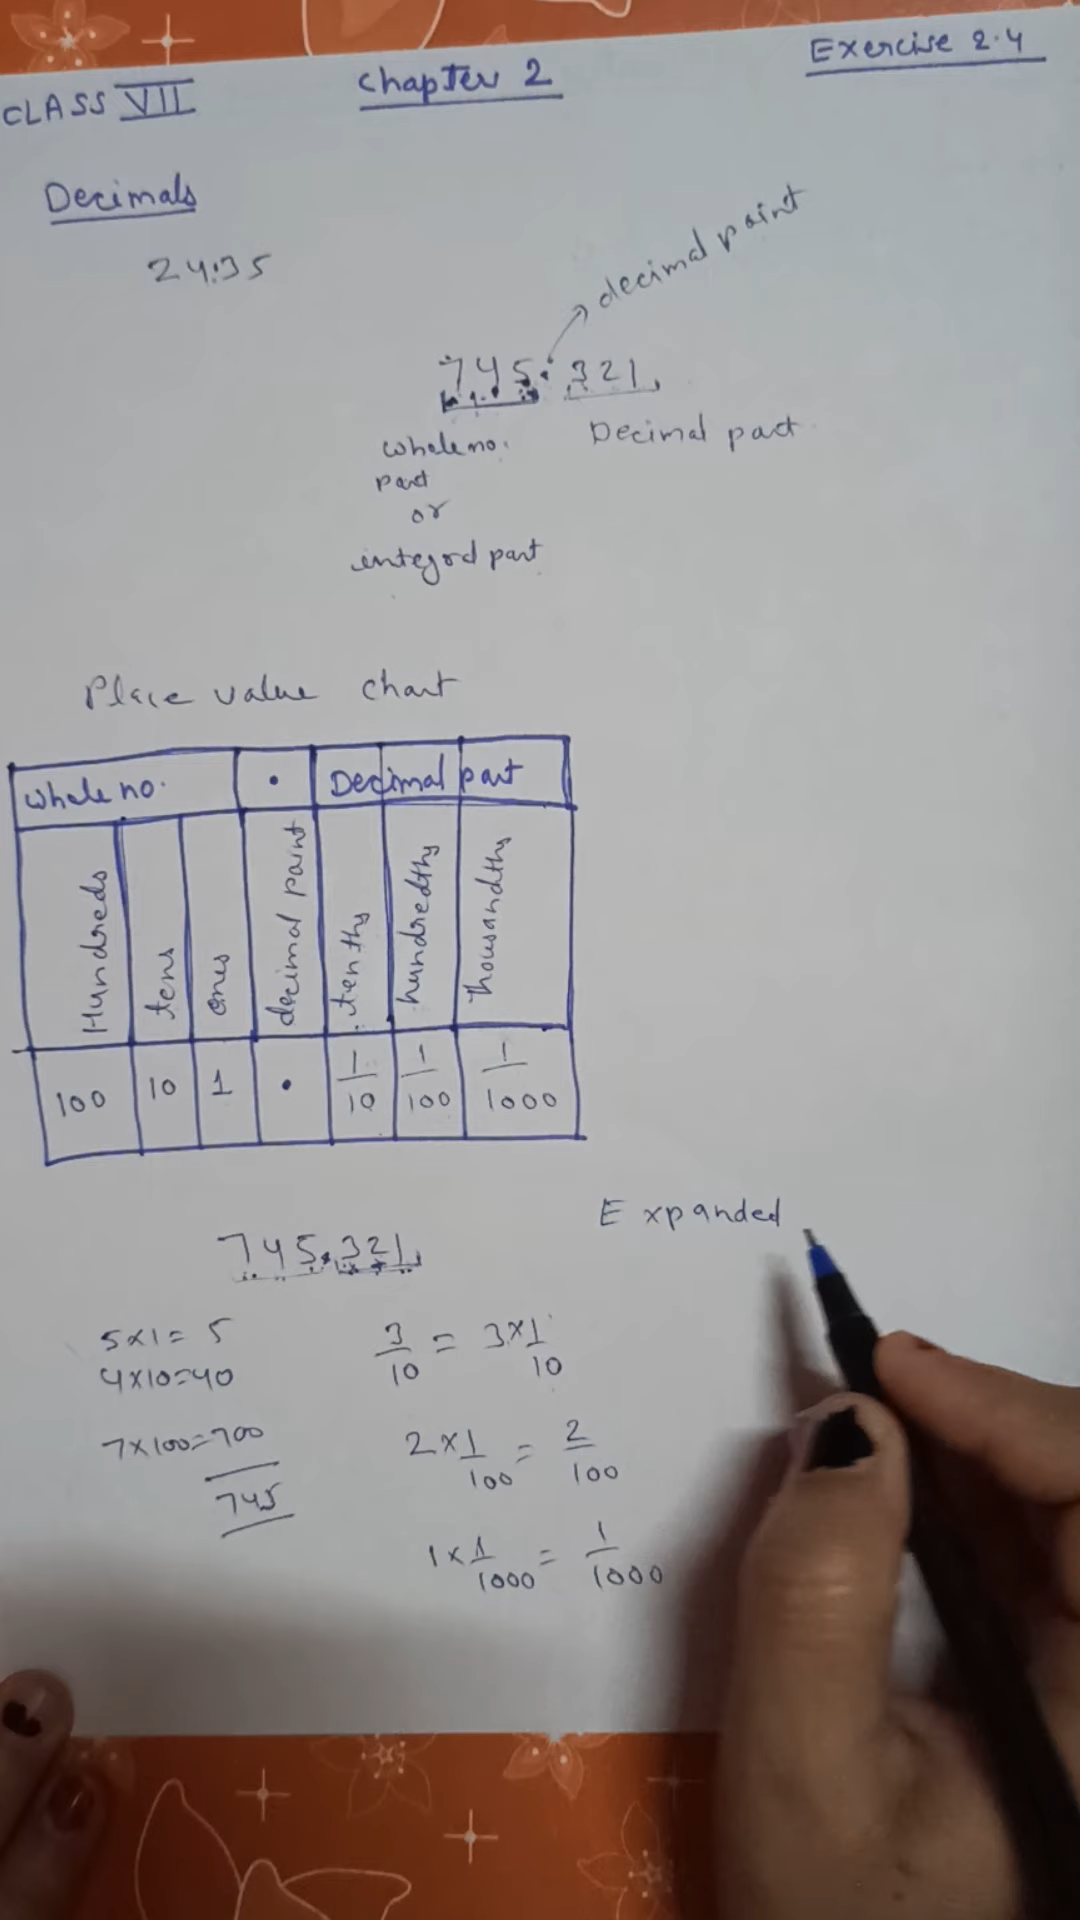 CLASS VII
Chapter 2
Exercise 2.4
Decimals
24.35
decimal point
745.321
whole no.
part
or
integral part
Decimal part
Place value chart
whole no. . Decimal part
Hundreds tens ones decimal point tenths hundredths thousandths
100 10 1 . 1/10 1/100 1/1000
745.321
Expanded
5×1= 5
4×10=40
7×100=700
745
3/10 = 3×1/10
2×1/100 = 2/100
1×1/1000 = 1/1000